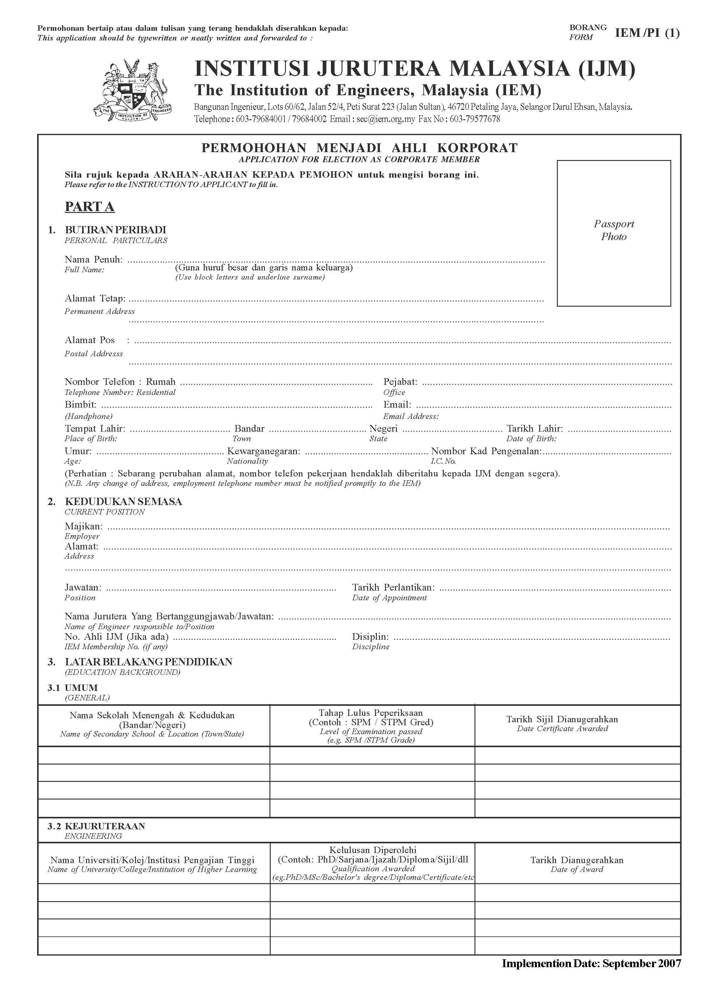 Permohonan bertaip atau dalam tulisan yang terang hendaklah diserahkan kepada:
This application should be typewritten or neatly written and forwarded to :
BORANG
FORM
IEM /PI (1)
THE INSTITUTION OF ENGINEERS
MALAYSIA
INSTITUSI JURUTERA MALAYSIA (IJM)
The Institution of Engineers, Malaysia (IEM)
Bangunan Ingenieur, Lots 60/62, Jalan 52/4, Peti Surat 223 (Jalan Sultan), 46720 Petaling Jaya, Selangor Darul Ehsan, Malaysia.
Telephone : 603-79684001 / 79684002 Email : sec@iem.org.my Fax No : 603-79577678
PERMOHOHAN MENJADI AHLI KORPORAT
APPLICATION FOR ELECTION AS CORPORATE MEMBER
Sila rujuk kepada ARAHAN-ARAHAN KEPADA PEMOHON untuk mengisi borang ini.
Please refer to the INSTRUCTION TO APPLICANT to fill in.
Passport
Photo
PART A
1. BUTIRAN PERIBADI
PERSONAL PARTICULARS
Nama Penuh: ....................
Full Name:
(Guna huruf besar dan garis nama keluarga)
(Use block letters and underline surname)
Alamat Tetap: ....................
Permanent Address
....................
Alamat Pos : ....................
Postal Addresss
....................
Nombor Telefon : Rumah .................... Pejabat: ....................
Telephone Number: Residential Office
Bimbit: .................... Email: ....................
(Handphone) Email Address:
Tempat Lahir: .................... Bandar .................... Negeri .................... Tarikh Lahir: ....................
Place of Birth: Town State Date of Birth:
Umur: .................... Kewarganegaran: .................... Nombor Kad Pengenalan:....................
Age: Nationality I.C. No.
(Perhatian : Sebarang perubahan alamat, nombor telefon pekerjaan hendaklah diberitahu kepada IJM dengan segera).
(N.B. Any change of address, employment telephone number must be notified promptly to the IEM)
2. KEDUDUKAN SEMASA
CURRENT POSITION
Majikan: ....................
Employer
Alamat: ....................
Address
....................
Jawatan: .................... Tarikh Perlantikan: ....................
Position Date of Appointment
Nama Jurutera Yang Bertanggungjawab/Jawatan: ....................
Name of Engineer responsible to/Position
No. Ahli IJM (Jika ada) .................... Disiplin: ....................
IEM Membership No. (if any) Discipline
3. LATAR BELAKANG PENDIDIKAN
(EDUCATION BACKGROUND)
3.1 UMUM
(GENERAL)
Nama Sekolah Menengah & Kedudukan
(Bandar/Negeri)
Name of Secondary School & Location (Town/State)
Tahap Lulus Peperiksaan
(Contoh : SPM / STPM Gred)
Level of Examination passed
(e.g. SPM /STPM Grade)
Tarikh Sijil Dianugerahkan
Date Certificate Awarded
3.2 KEJURUTERAAN
ENGINEERING
Nama Universiti/Kolej/Institusi Pengajian Tinggi
Name of University/College/Institution of Higher Learning
Kelulusan Diperolehi
(Contoh: PhD/Sarjana/Ijazah/Diploma/Sijil/dll
Qualification Awarded
(eg.PhD/MSc/Bachelor's degree/Diploma/Certificate/etc
Tarikh Dianugerahkan
Date of Award
Implemention Date: September 2007